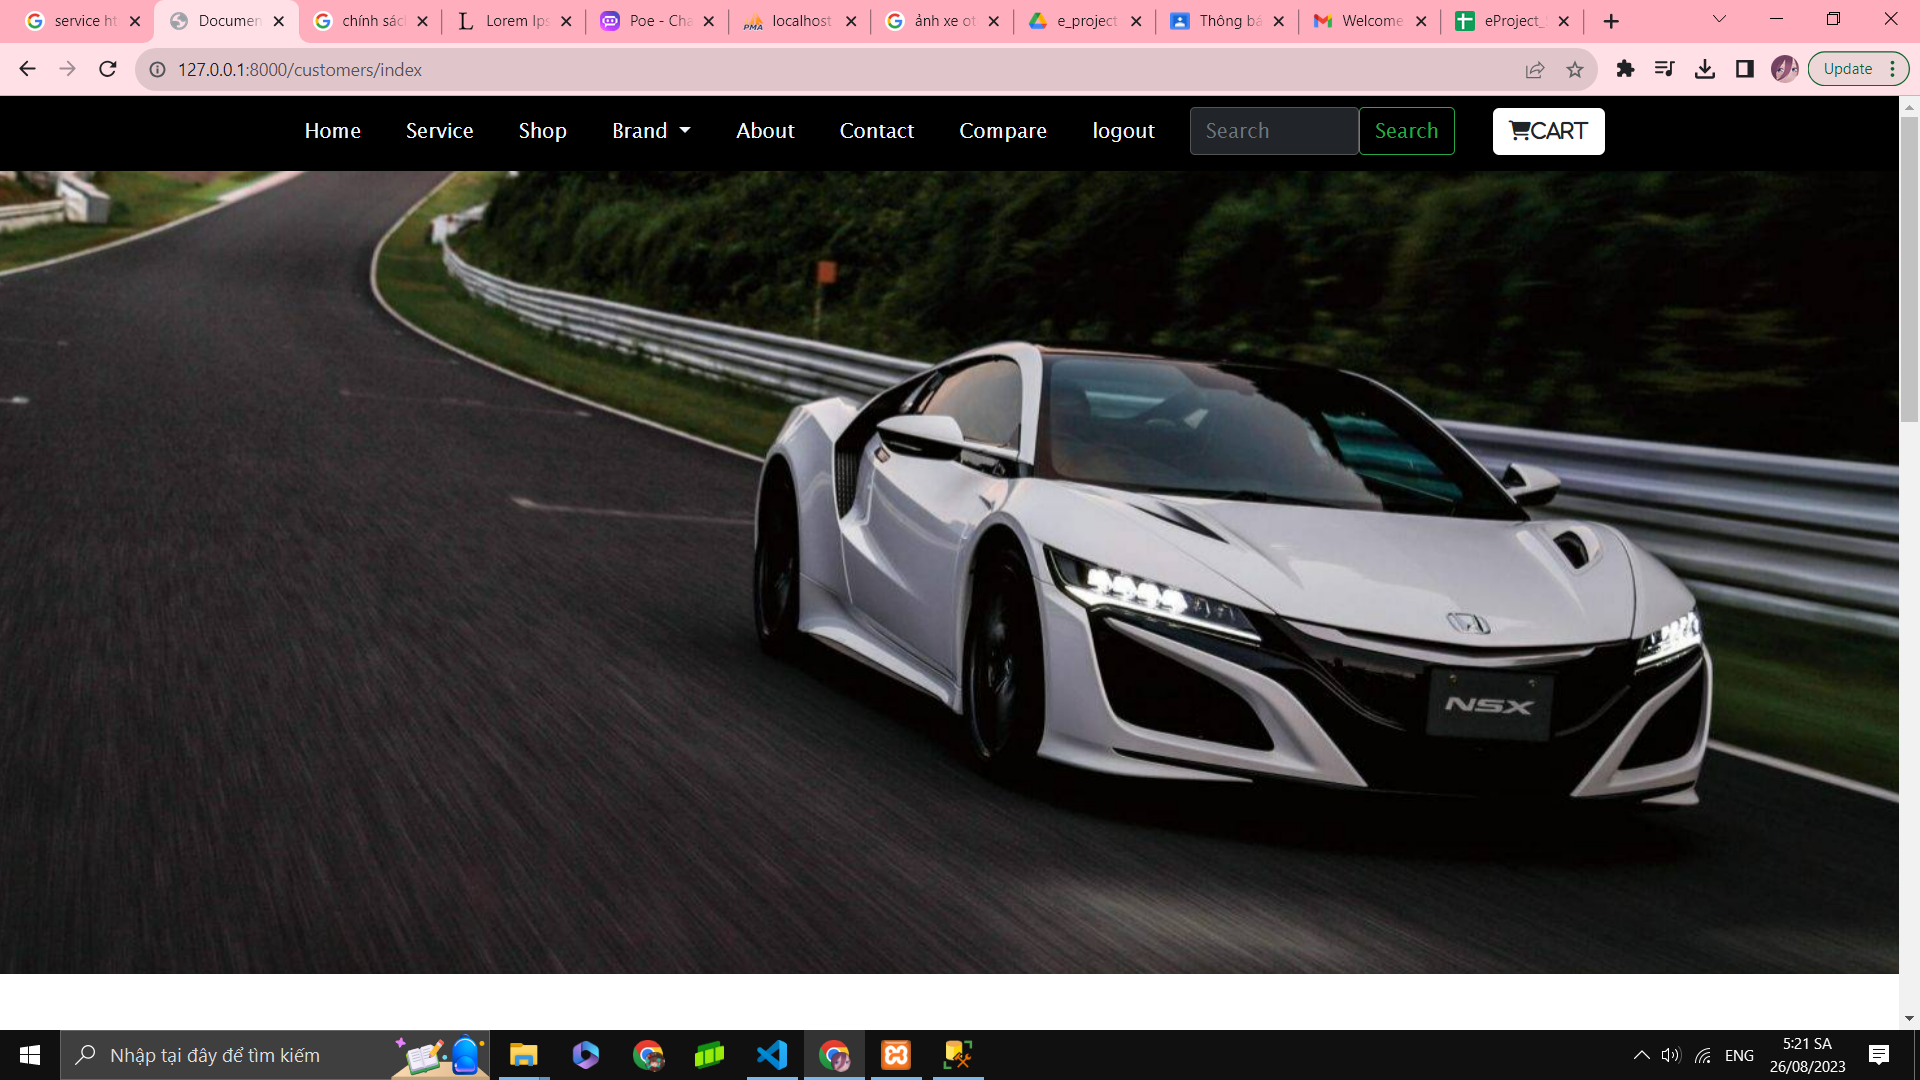 service ht
Documen
chính sácl
Lorem Ips
Poe - Cha
localhost
ảnh xe ot
e_project
Thông bá
Welcome
eProject_
127.0.0.1:8000/customers/index
Update
Home
Service
Shop
Brand
About
Contact
Compare
logout
Search
Search
CART
NSX
Nhập tại đây để tìm kiếm
ENG
5:21 SA
26/08/2023